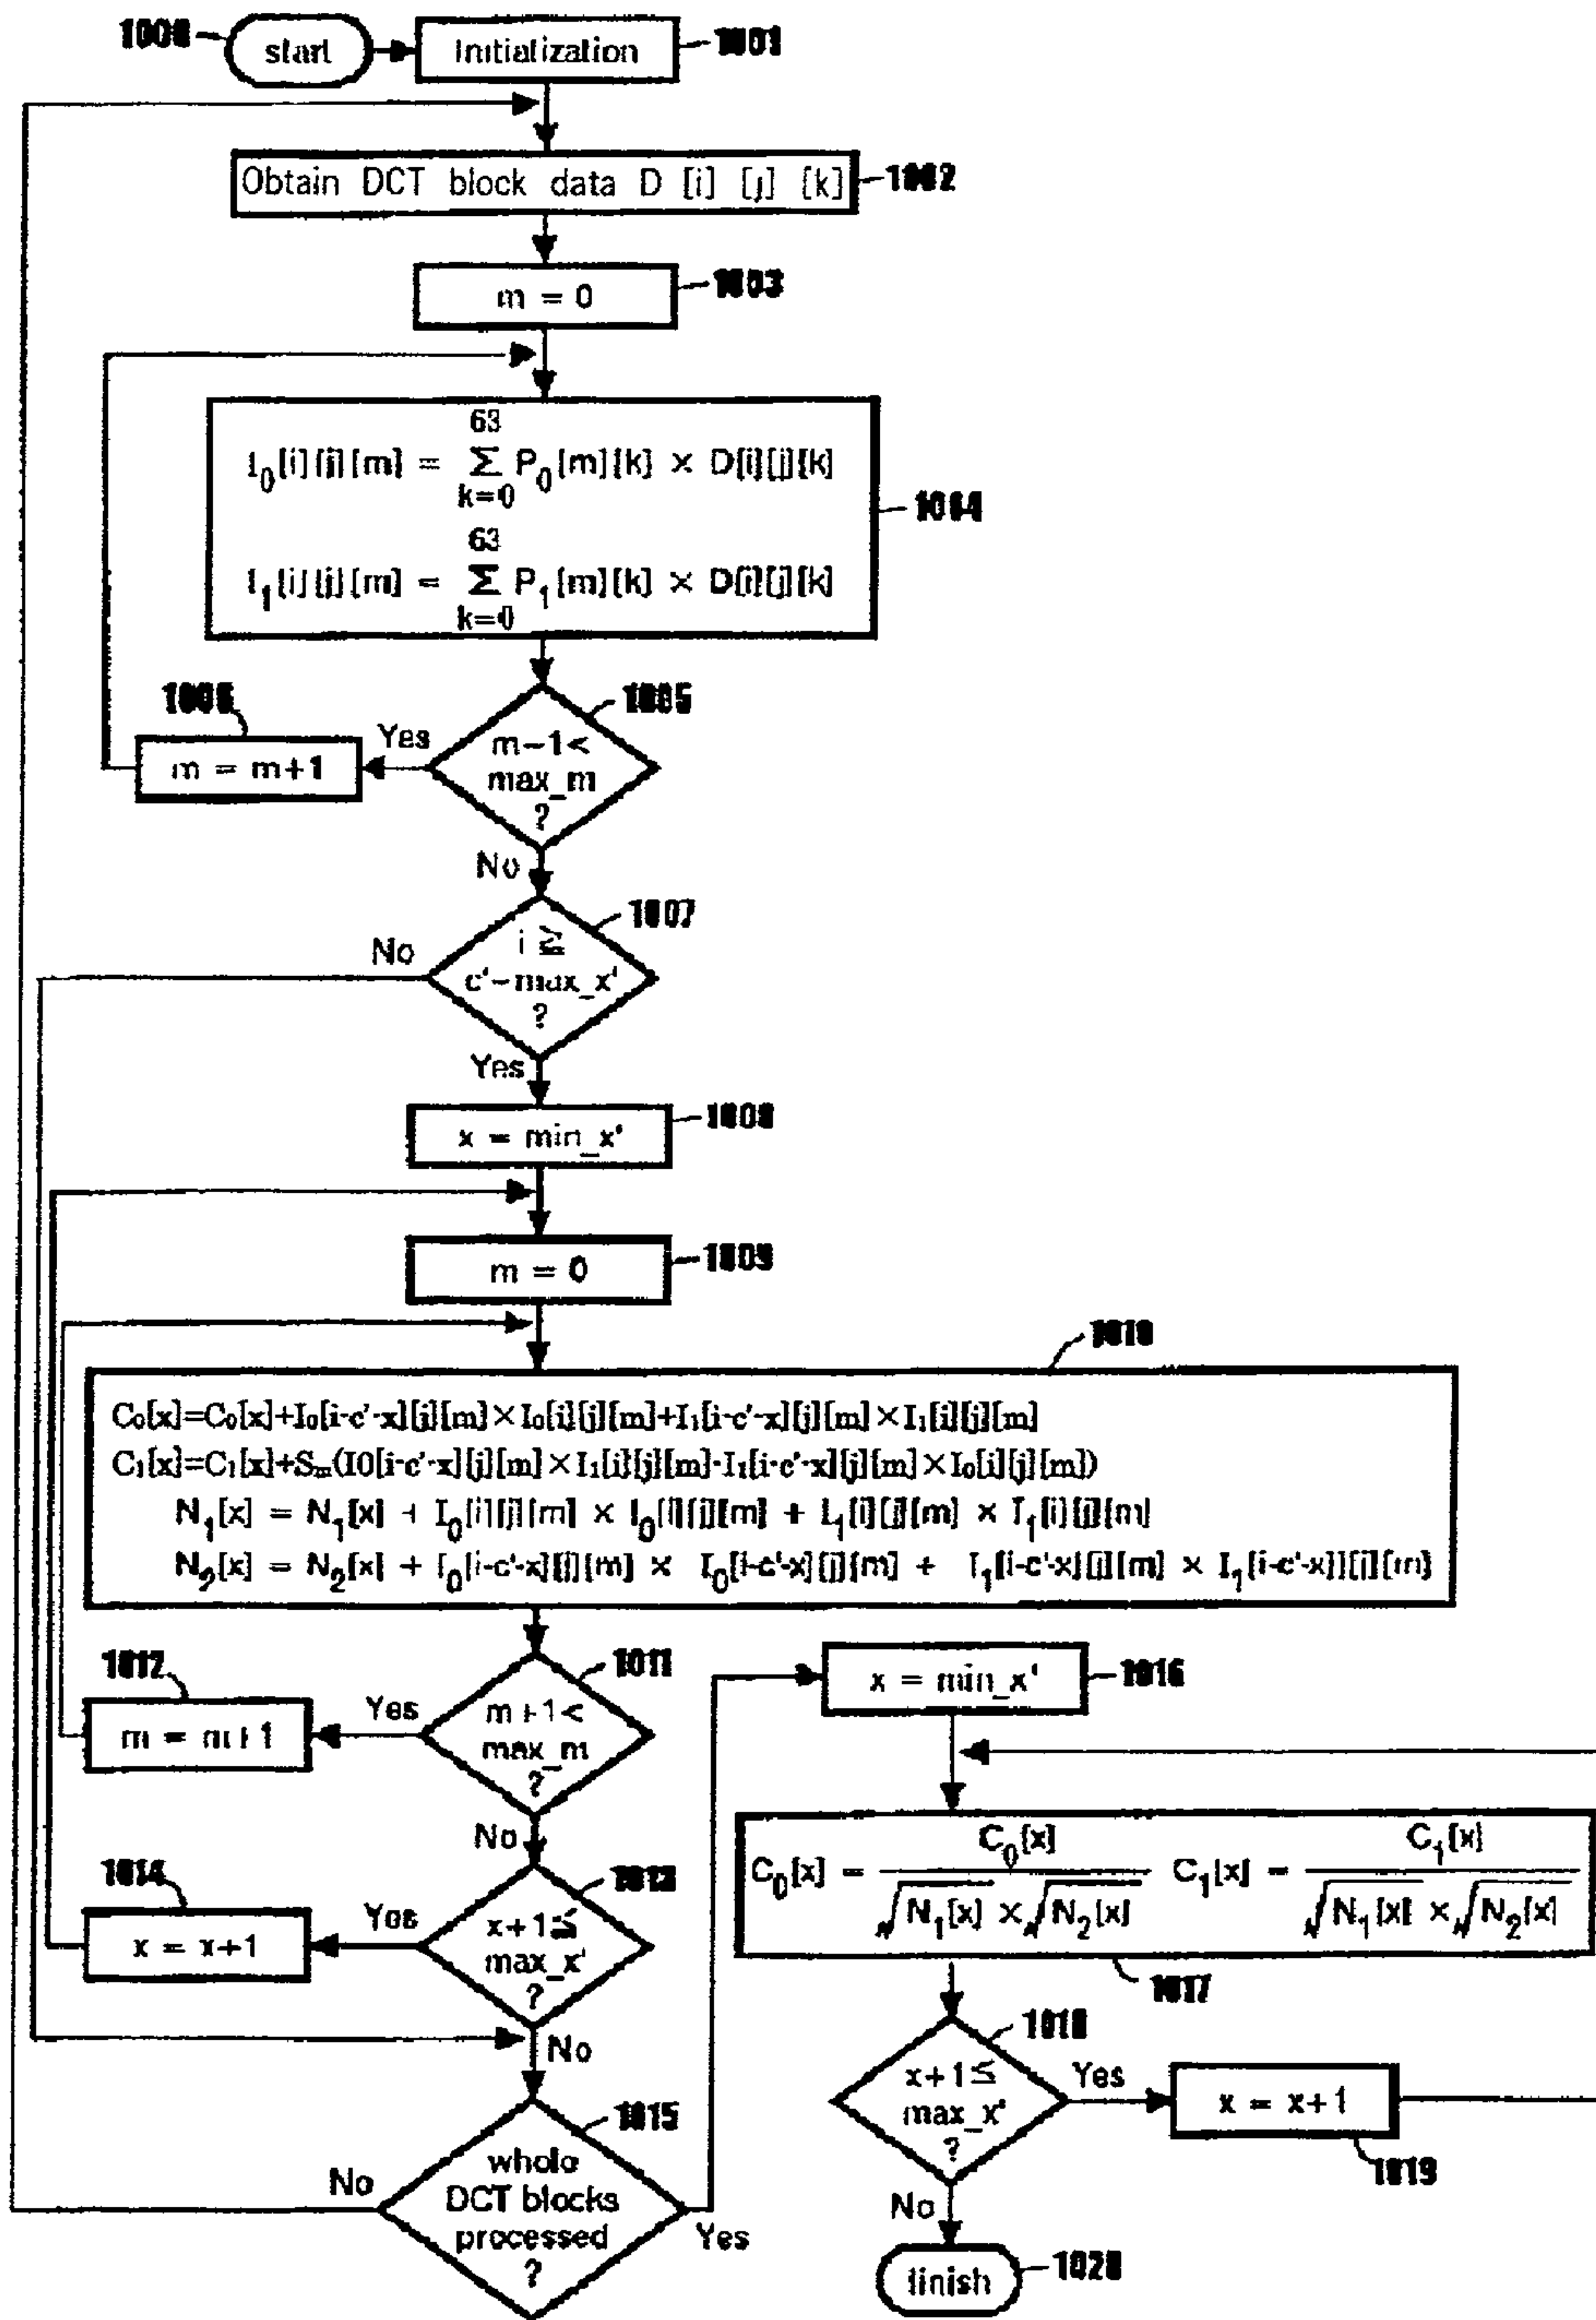 1000
start
Initialization
1001
Obtain DCT block data D [i] [j] [k]
1002
m = 0
1003
63
I₀[i][j][m] = Σ P₀[m][k] × D[i][j][k]
k=0
63
I₁[i][j][m] = Σ P₁[m][k] × D[i][j][k]
k=0
1004
1005
m-1<
max_m
?
Yes
1006
m = m+1
No
1007
i ≧
c'-max_x'
?
No
Yes
x = min_x'
1008
m = 0
1009
1010
C₀[x]=C₀[x]+I₀[i-c'-x][j][m]×I₀[i][j][m]+I₁[i-c'-x][j][m]×I₁[i][j][m]
C₁[x]=C₁[x]+Sₘ(I0[i-c'-x][j][m]×I₁[i][j][m]-I₁[i-c'-x][j][m]×I₀[i][j][m])
N₁[x] = N₁[x] + I₀[i][j][m] × I₀[i][j][m] + I₁[i][j][m] × I₁[i][j][m]
N₂[x] = N₂[x] + I₀[i-c'-x][j][m] × I₀[i-c'-x][j][m] + I₁[i-c'-x][j][m] × I₁[i-c'-x]][j][m]
1011
m+1<
max_m
?
Yes
1012
m = m+1
No
1013
x+1≦
max_x'
?
Yes
1014
x = x+1
No
1015
whole
DCT blocks
processed
?
No
Yes
x = min_x'
1016
C₀[x] = C₀[x] / √N₁[x] × √N₂[x] C₁[x] = C₁[x] / √N₁[x] × √N₂[x]
1017
1018
x+1≦
max_x'
?
Yes
x = x+1
1019
No
finish
1020